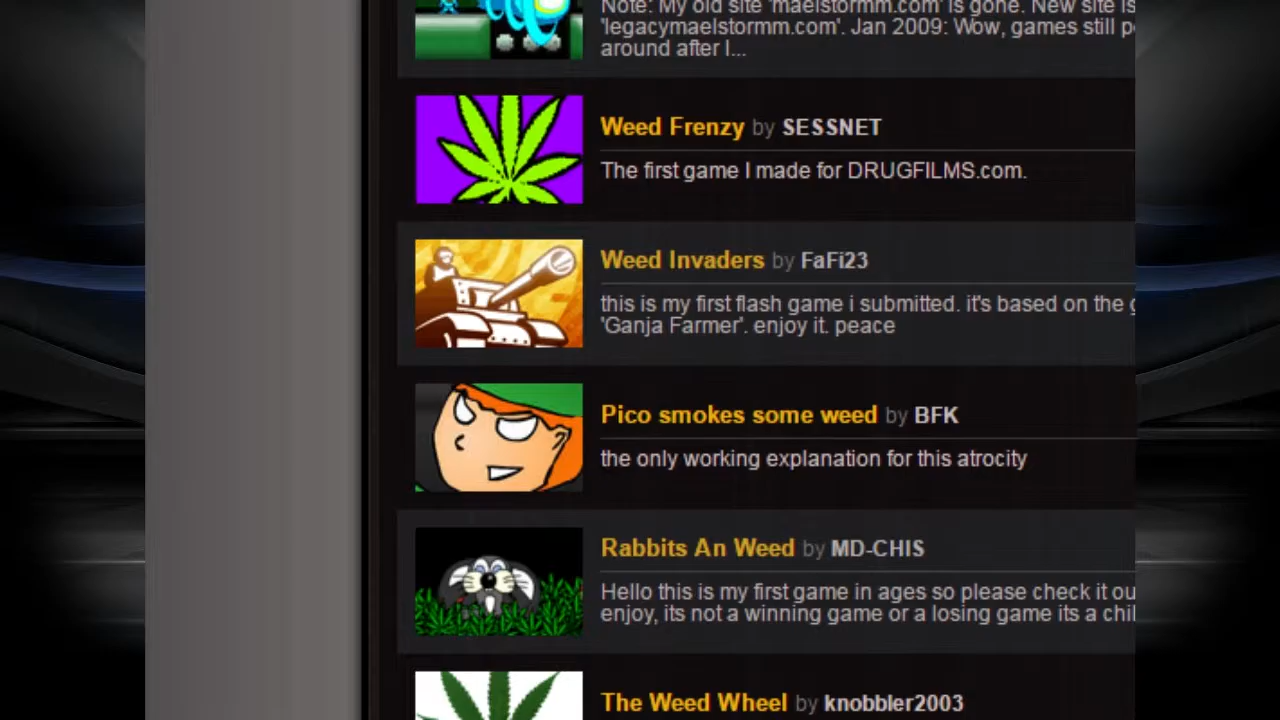 Note: My old site 'maelstormm.com' is gone. New site is
'legacymaelstormm.com'. Jan 2009: Wow, games still p
around after I...
Weed Frenzy by SESSNET
The first game I made for DRUGFILMS.com.
Weed Invaders by FaFi23
this is my first flash game i submitted. it's based on the g
'Ganja Farmer'. enjoy it. peace
Pico smokes some weed by BFK
the only working explanation for this atrocity
Rabbits An Weed by MD-CHIS
Hello this is my first game in ages so please check it ou
enjoy, its not a winning game or a losing game its a chil
The Weed Wheel by knobbler2003